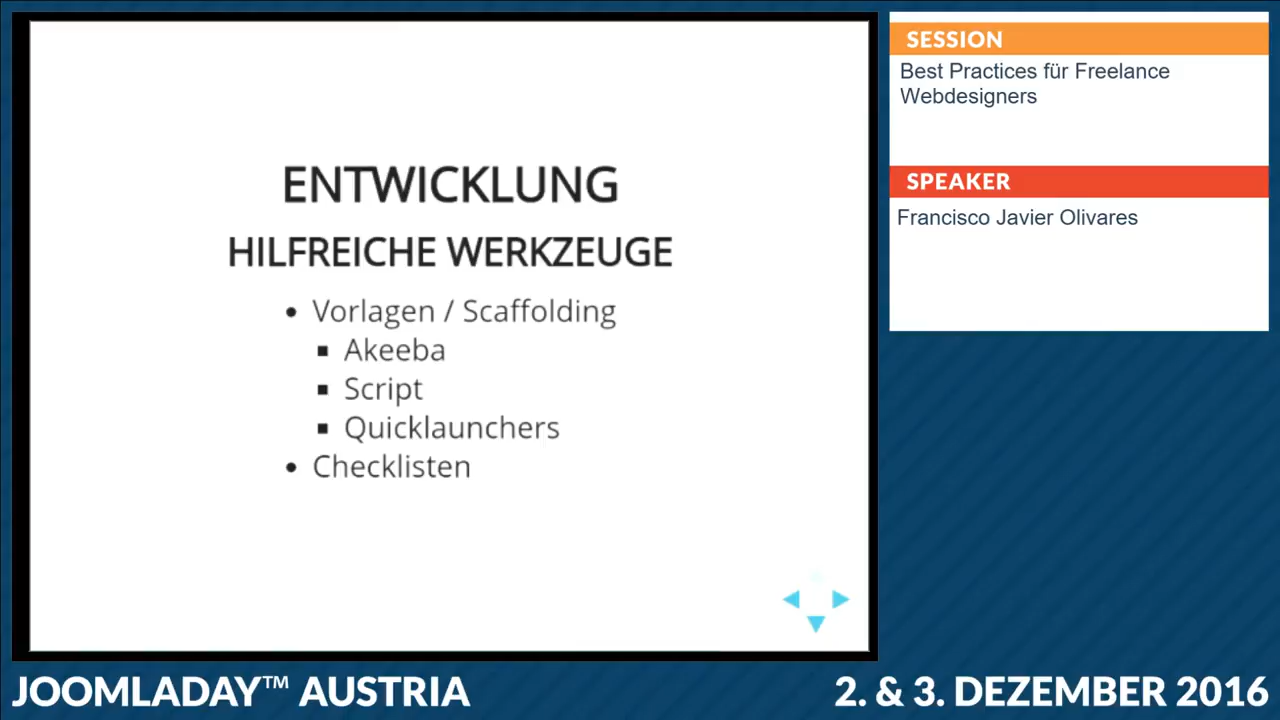 ENTWICKLUNG
HILFREICHE WERKZEUGE
Vorlagen / Scaffolding
Akeeba
Script
Quicklaunchers
Checklisten
SESSION
Best Practices für Freelance
Webdesigners
SPEAKER
Francisco Javier Olivares
JOOMLADAY™ AUSTRIA
2. & 3. DEZEMBER 2016